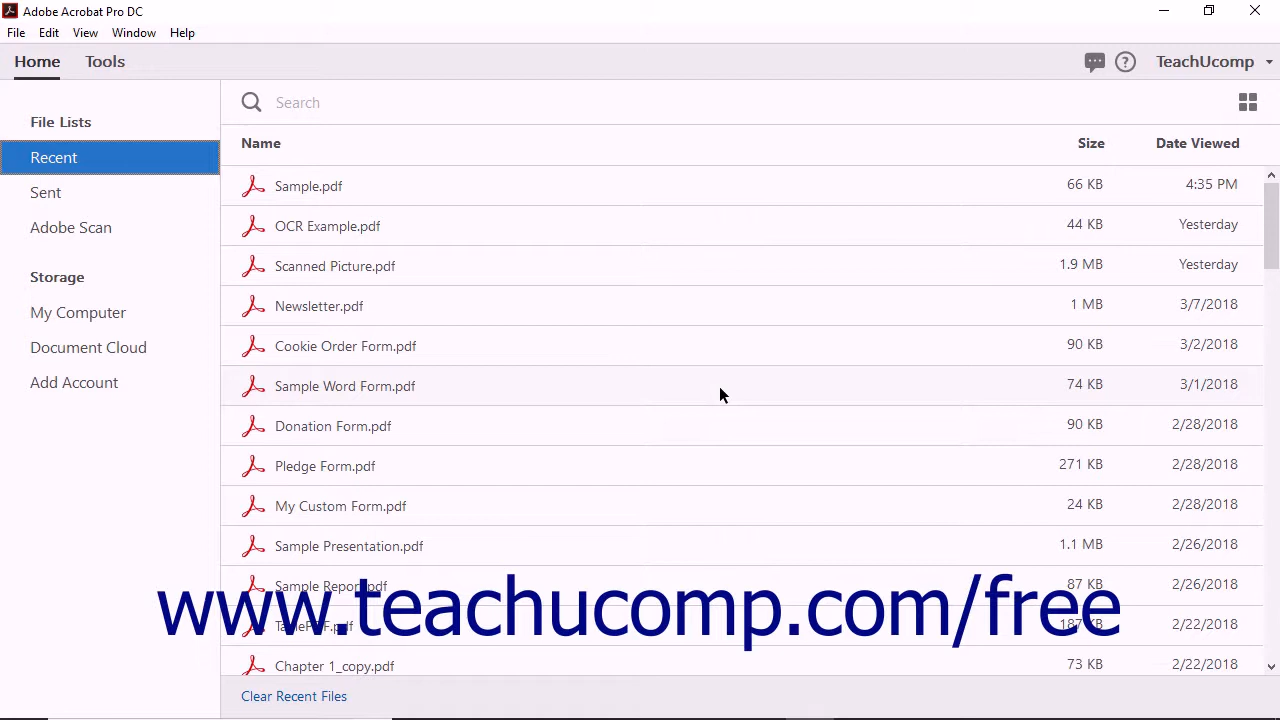 Adobe Acrobat Pro DC
File Edit View Window Help
Home Tools TeachUcomp
Search
File Lists
Recent
Sent
Adobe Scan
Storage
My Computer
Document Cloud
Add Account
Name Size Date Viewed
Sample.pdf 66 KB 4:35 PM
OCR Example.pdf 44 KB Yesterday
Scanned Picture.pdf 1.9 MB Yesterday
Newsletter.pdf 1 MB 3/7/2018
Cookie Order Form.pdf 90 KB 3/2/2018
Sample Word Form.pdf 74 KB 3/1/2018
Donation Form.pdf 90 KB 2/28/2018
Pledge Form.pdf 271 KB 2/28/2018
My Custom Form.pdf 24 KB 2/28/2018
Sample Presentation.pdf 1.1 MB 2/26/2018
Sample Report.pdf 87 KB 2/26/2018
www.teachucomp.com/free
187 KB 2/22/2018
Chapter 1_copy.pdf 73 KB 2/22/2018
Clear Recent Files